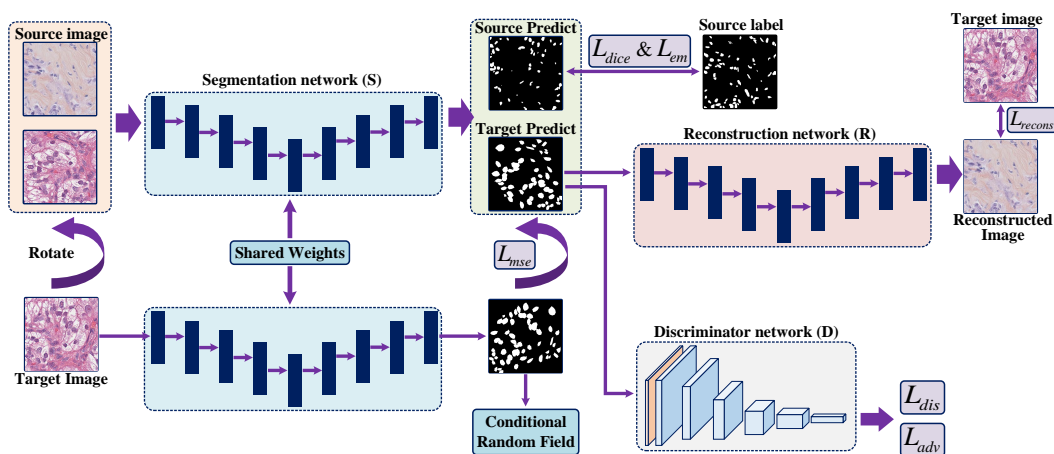 Source image
Segmentation network (S)
Source Predict
L_dice & L_em
Source label
Target image
L_recons
Target Predict
Reconstruction network (R)
Reconstructed
Image
Rotate
Shared Weights
L_mse
Target Image
Conditional
Random Field
Discriminator network (D)
L_dis
L_adv